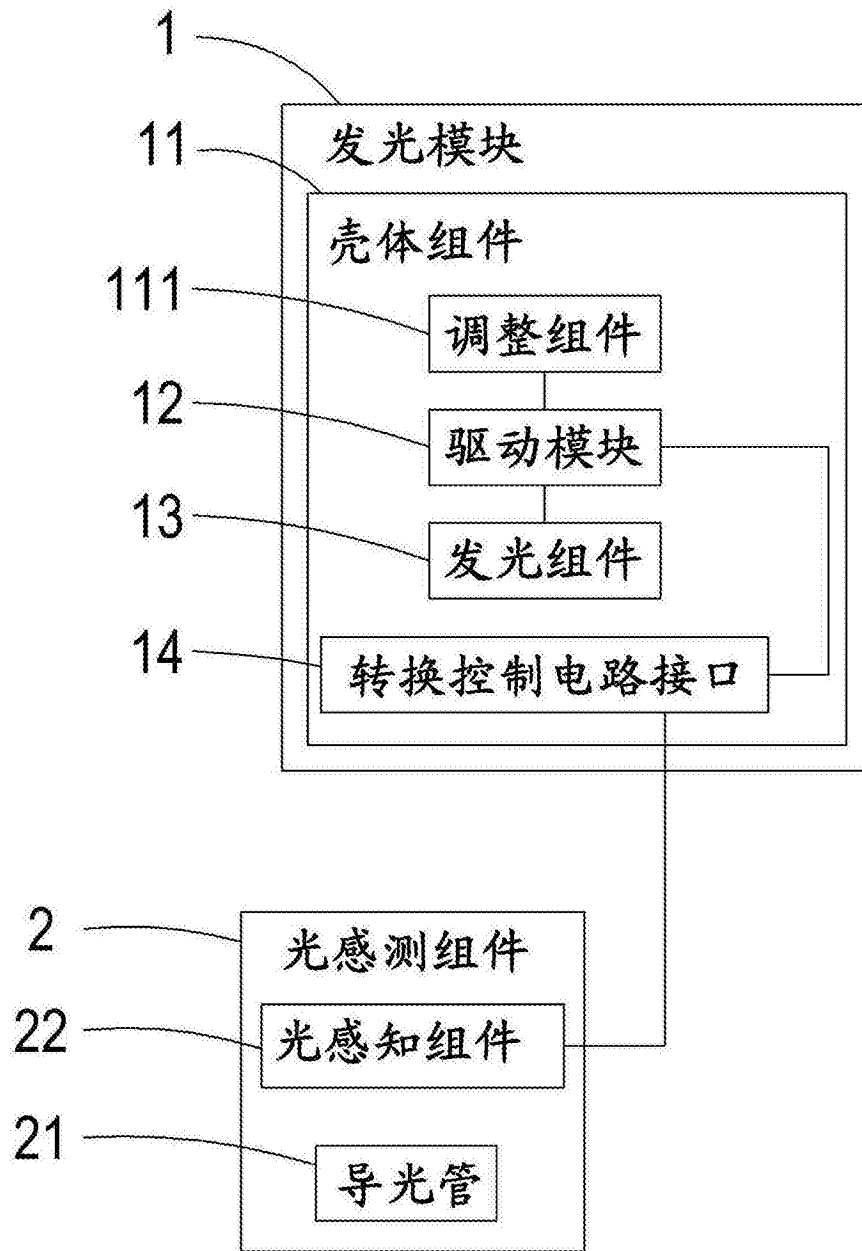 1
发光模块
11
壳体组件
111
调整组件
12
驱动模块
13
发光组件
14
转换控制电路接口
2
光感测组件
22
光感知组件
21
导光管